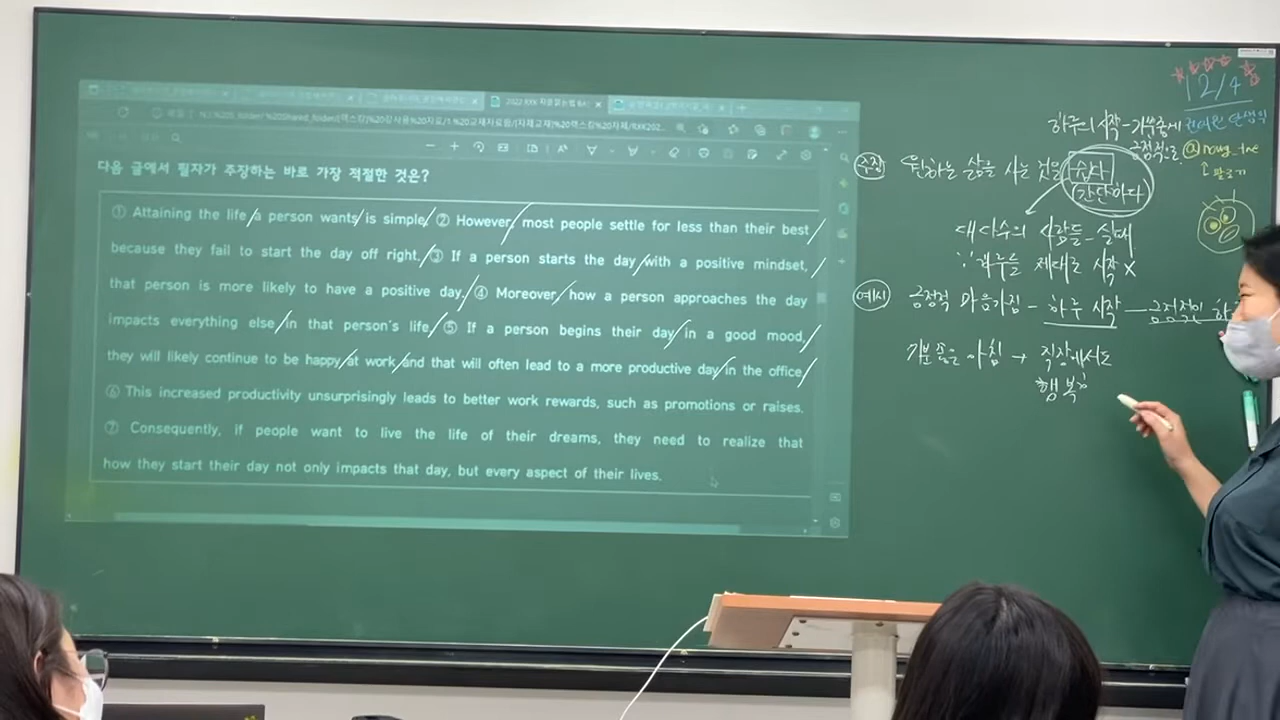 다음 글에서 필자가 주장하는 바로 가장 적절한 것은?
① Attaining the life a person wants is simple. ② However, most people settle for less than their best
because they fail to start the day off right. ③ If a person starts the day with a positive mindset,
that person is more likely to have a positive day. ④ Moreover, how a person approaches the day
impacts everything else in that person's life. ⑤ If a person begins their day in a good mood,
they will likely continue to be happy at work and that will often lead to a more productive day in the office.
⑥ This increased productivity unsurprisingly leads to better work rewards, such as promotions or raises.
⑦ Consequently, if people want to live the life of their dreams, they need to realize that
how they start their day not only impacts that day, but every aspect of their lives.
12/4
하루의 시작-기쁘게
긍정적으로
주장 원하는 삶을 사는 것은 쉽다
(간단하다)
대다수의 사람들-실패
∵ 하루를 제대로 시작 X
예시 긍정적 마음가짐 - 하루 시작 - 긍정적인 하
기분 좋은 아침 → 직장에서도
행복